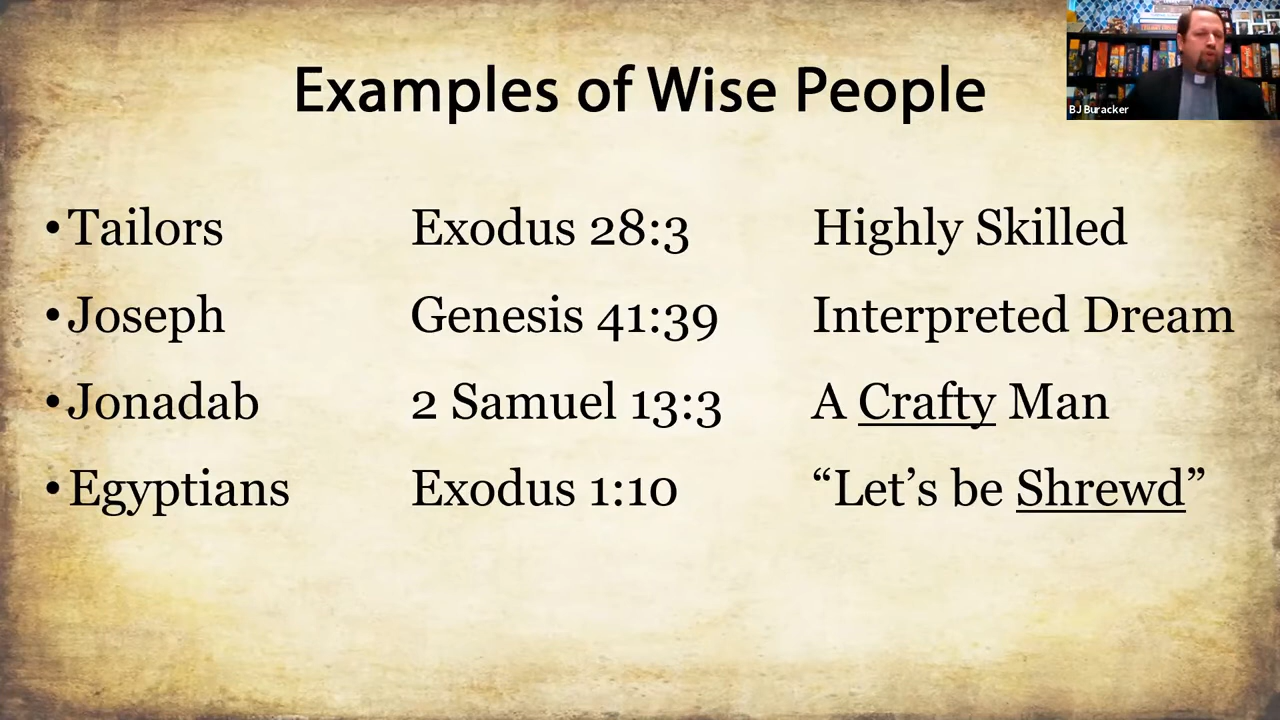 Examples of Wise People
BJ Buracker
• Tailors Exodus 28:3 Highly Skilled
• Joseph Genesis 41:39 Interpreted Dream
• Jonadab 2 Samuel 13:3 A Crafty Man
• Egyptians Exodus 1:10 “Let’s be Shrewd”